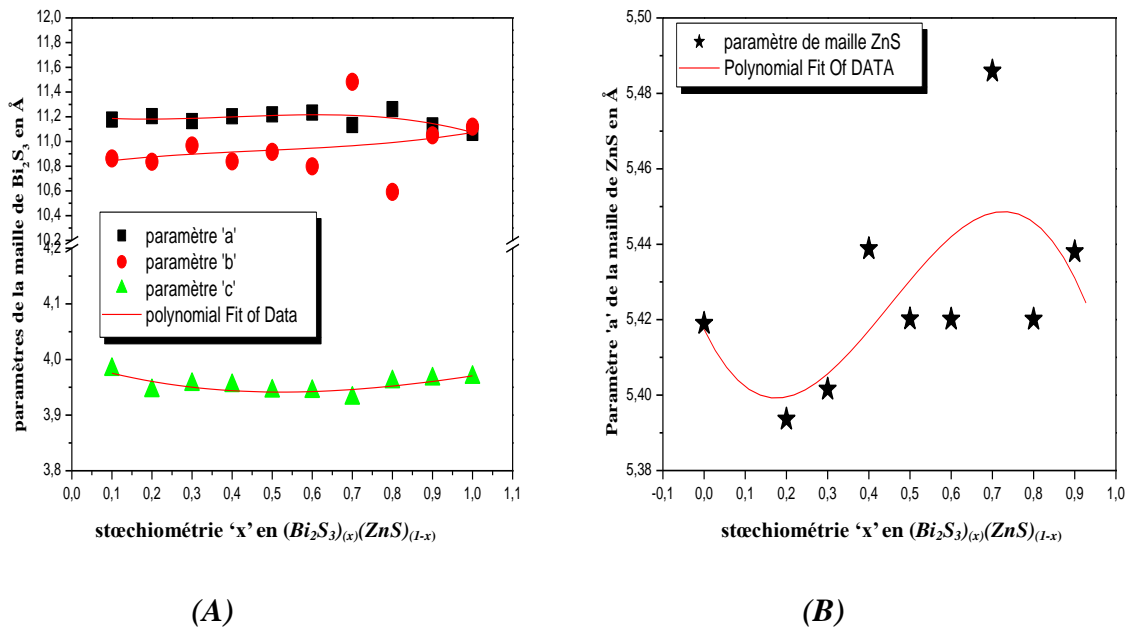 paramètres de la maille de Bi₂S₃ en Å
12,0
11,8
11,6
11,4
11,2
11,0
10,8
10,6
10,4
10,2
4,2
4,1
4,0
3,9
3,8
paramètre 'a'
paramètre 'b'
paramètre 'c'
polynomial Fit of Data
0,0 0,1 0,2 0,3 0,4 0,5 0,6 0,7 0,8 0,9 1,0 1,1
stœchiométrie ‘x’ en (Bi₂S₃)₍ₓ₎(ZnS)₍₁₋ₓ₎
(A)
Paramètre 'a' de la maille de ZnS en Å
5,50
5,48
5,46
5,44
5,42
5,40
5,38
paramètre de maille ZnS
Polynomial Fit Of DATA
-0,1 0,0 0,1 0,2 0,3 0,4 0,5 0,6 0,7 0,8 0,9 1,0
stœchiométrie ‘x’ en (Bi₂S₃)₍ₓ₎(ZnS)₍₁₋ₓ₎
(B)